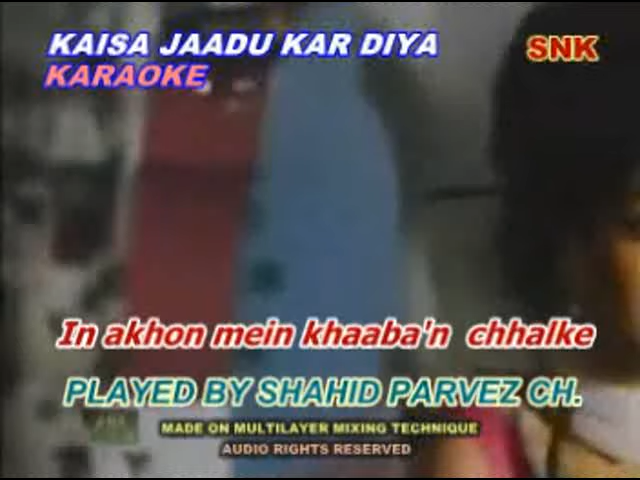 KAISA JAADU KAR DIYA
SNK
KARAOKE
In akhon mein khaaba'n chhalke
PLAYED BY SHAHID PARVEZ CH.
MADE ON MULTILAYER MIXING TECHNIQUE
AUDIO RIGHTS RESERVED